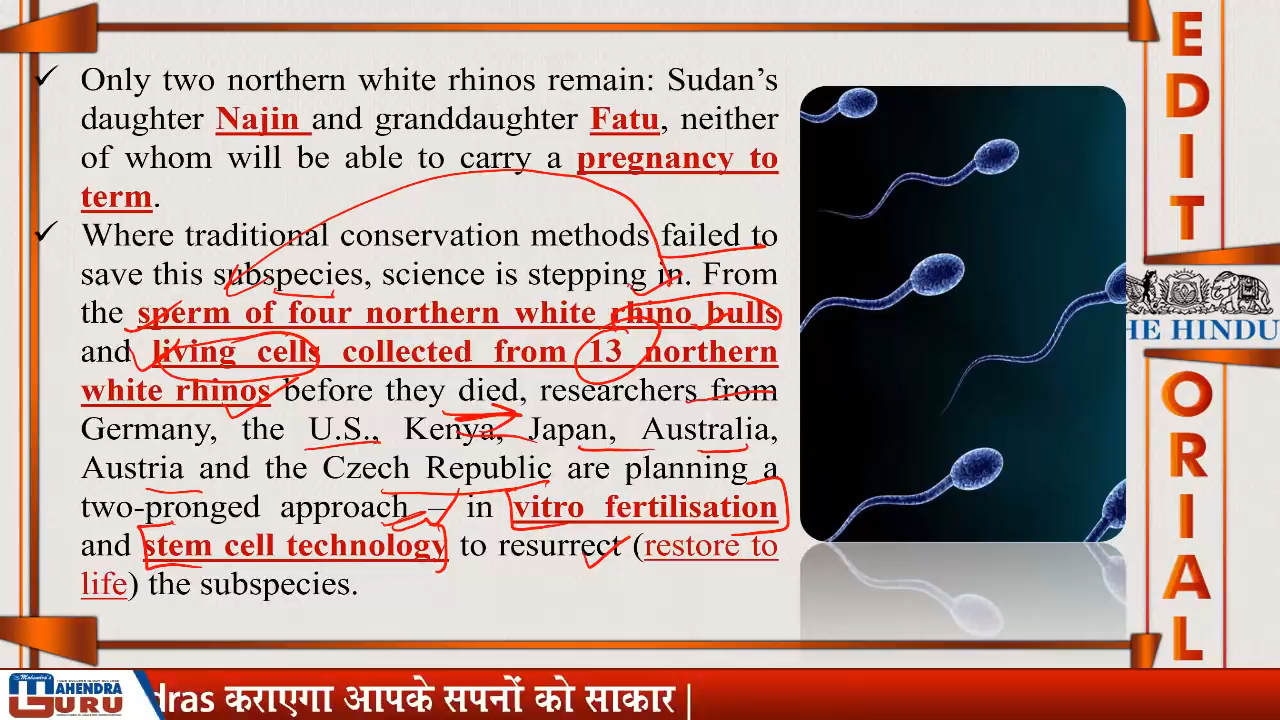 Only two northern white rhinos remain: Sudan's
daughter Najin and granddaughter Fatu, neither
of whom will be able to carry a pregnancy to
term.
Where traditional conservation methods failed to
save this subspecies, science is stepping in. From
the sperm of four northern white rhino bulls
and living cells collected from 13 northern
white rhinos before they died, researchers from
Germany, the U.S., Kenya, Japan, Australia,
Austria and the Czech Republic are planning a
two-pronged approach – in vitro fertilisation
and stem cell technology to resurrect (restore to
life) the subspecies.
EDITORIAL
THE HINDU
Mahendra's
MAHENDRA
GURU
dras कराएगा आपके सपनों को साकार |